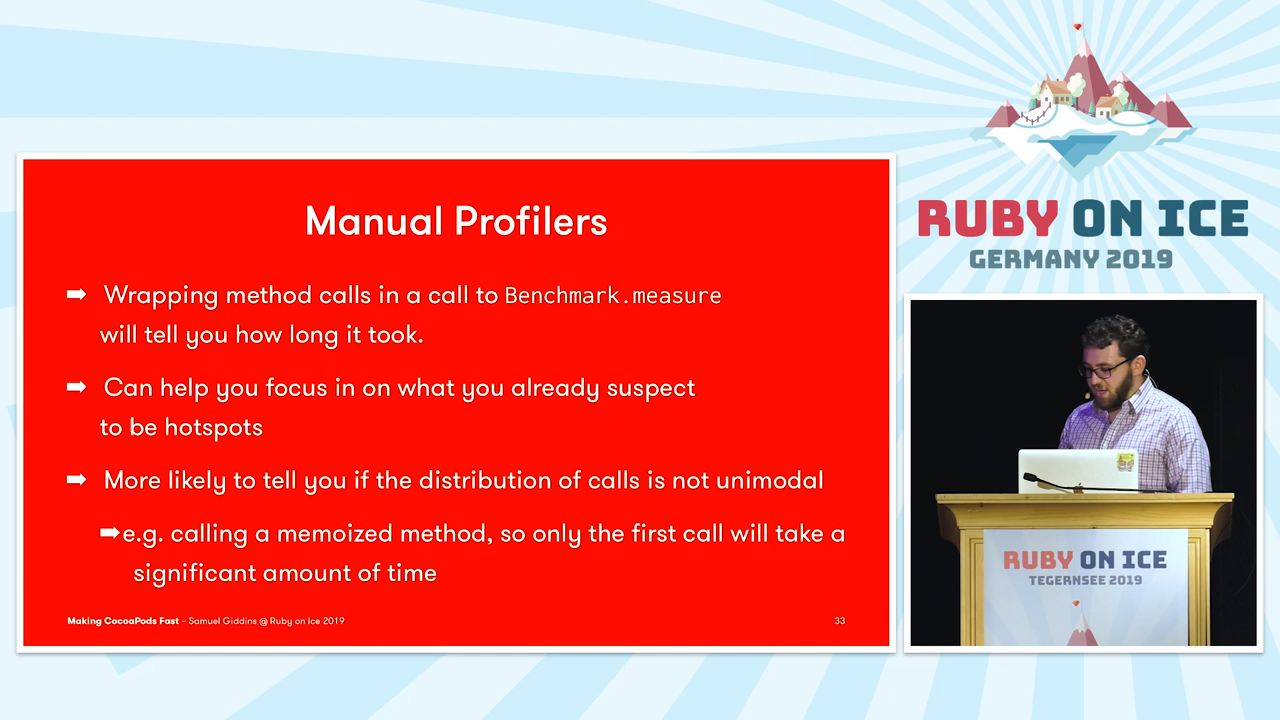 Manual Profilers
➡ Wrapping method calls in a call to Benchmark.measure
will tell you how long it took.
➡ Can help you focus in on what you already suspect
to be hotspots
➡ More likely to tell you if the distribution of calls is not unimodal
➡e.g. calling a memoized method, so only the first call will take a
significant amount of time
Making CocoaPods Fast – Samuel Giddins @ Ruby on Ice 2019
33
RUBY ON ICE
GERMANY 2019
RUBY ON ICE
TEGERNSEE 2019